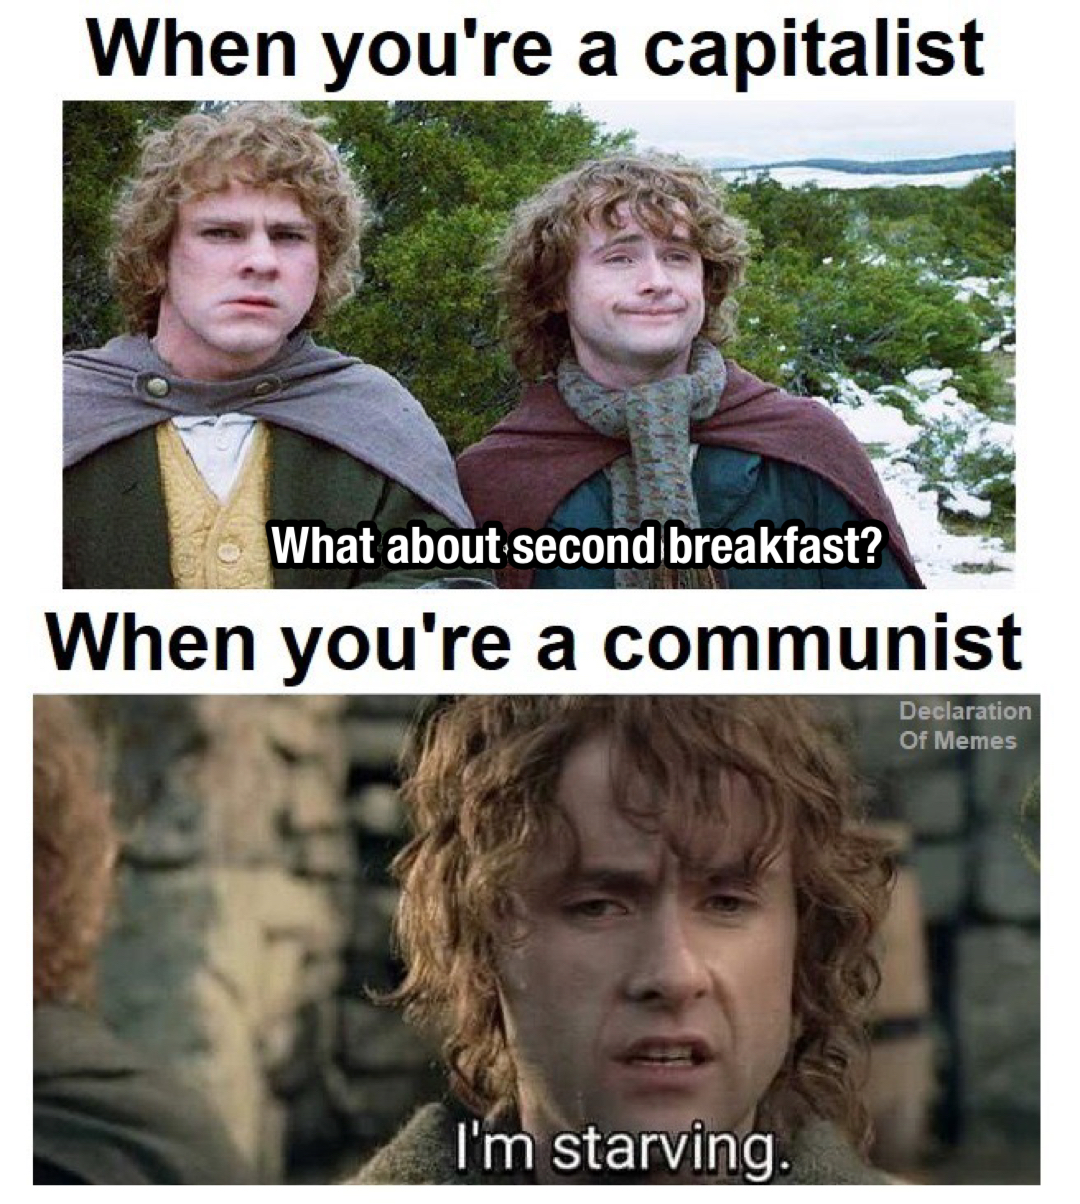 When you're a capitalist
What about second breakfast?
When you're a communist
Declaration
Of Memes
I'm starving.